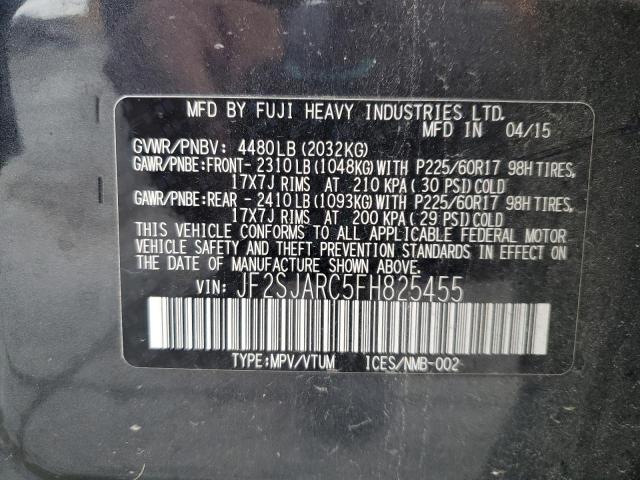 MFD BY FUJI HEAVY INDUSTRIES LTD.
MFD IN 04/15
GVWR/PNBV: 4480LB(2032KG)
GAWR/PNBE:FRONT-2310LB(1048KG)WITH P225/60R17 98HTIRES,
17X7J RIMS AT 210 KPA(30 PSI)COLD
GAWR/PNBE:REAR -2410LB(1093KG)WITH P225/60R17 98HTIRES,
17X7J RIMS AT 200 KPA(29 PSI)COLD
THIS VEHICLE CONFORMS TO ALL APPLICABLE FEDERAL MOTOR
VEHICLE SAFETY AND THEFT PREVENTION STANDARDS IN EFFECT ON
THE DATE OF MANUFACTURE SHOWN ABOVE.
VIN: JF2SJARC5FH825455
TYPE:MPV/VTUM ICES/NMB-002